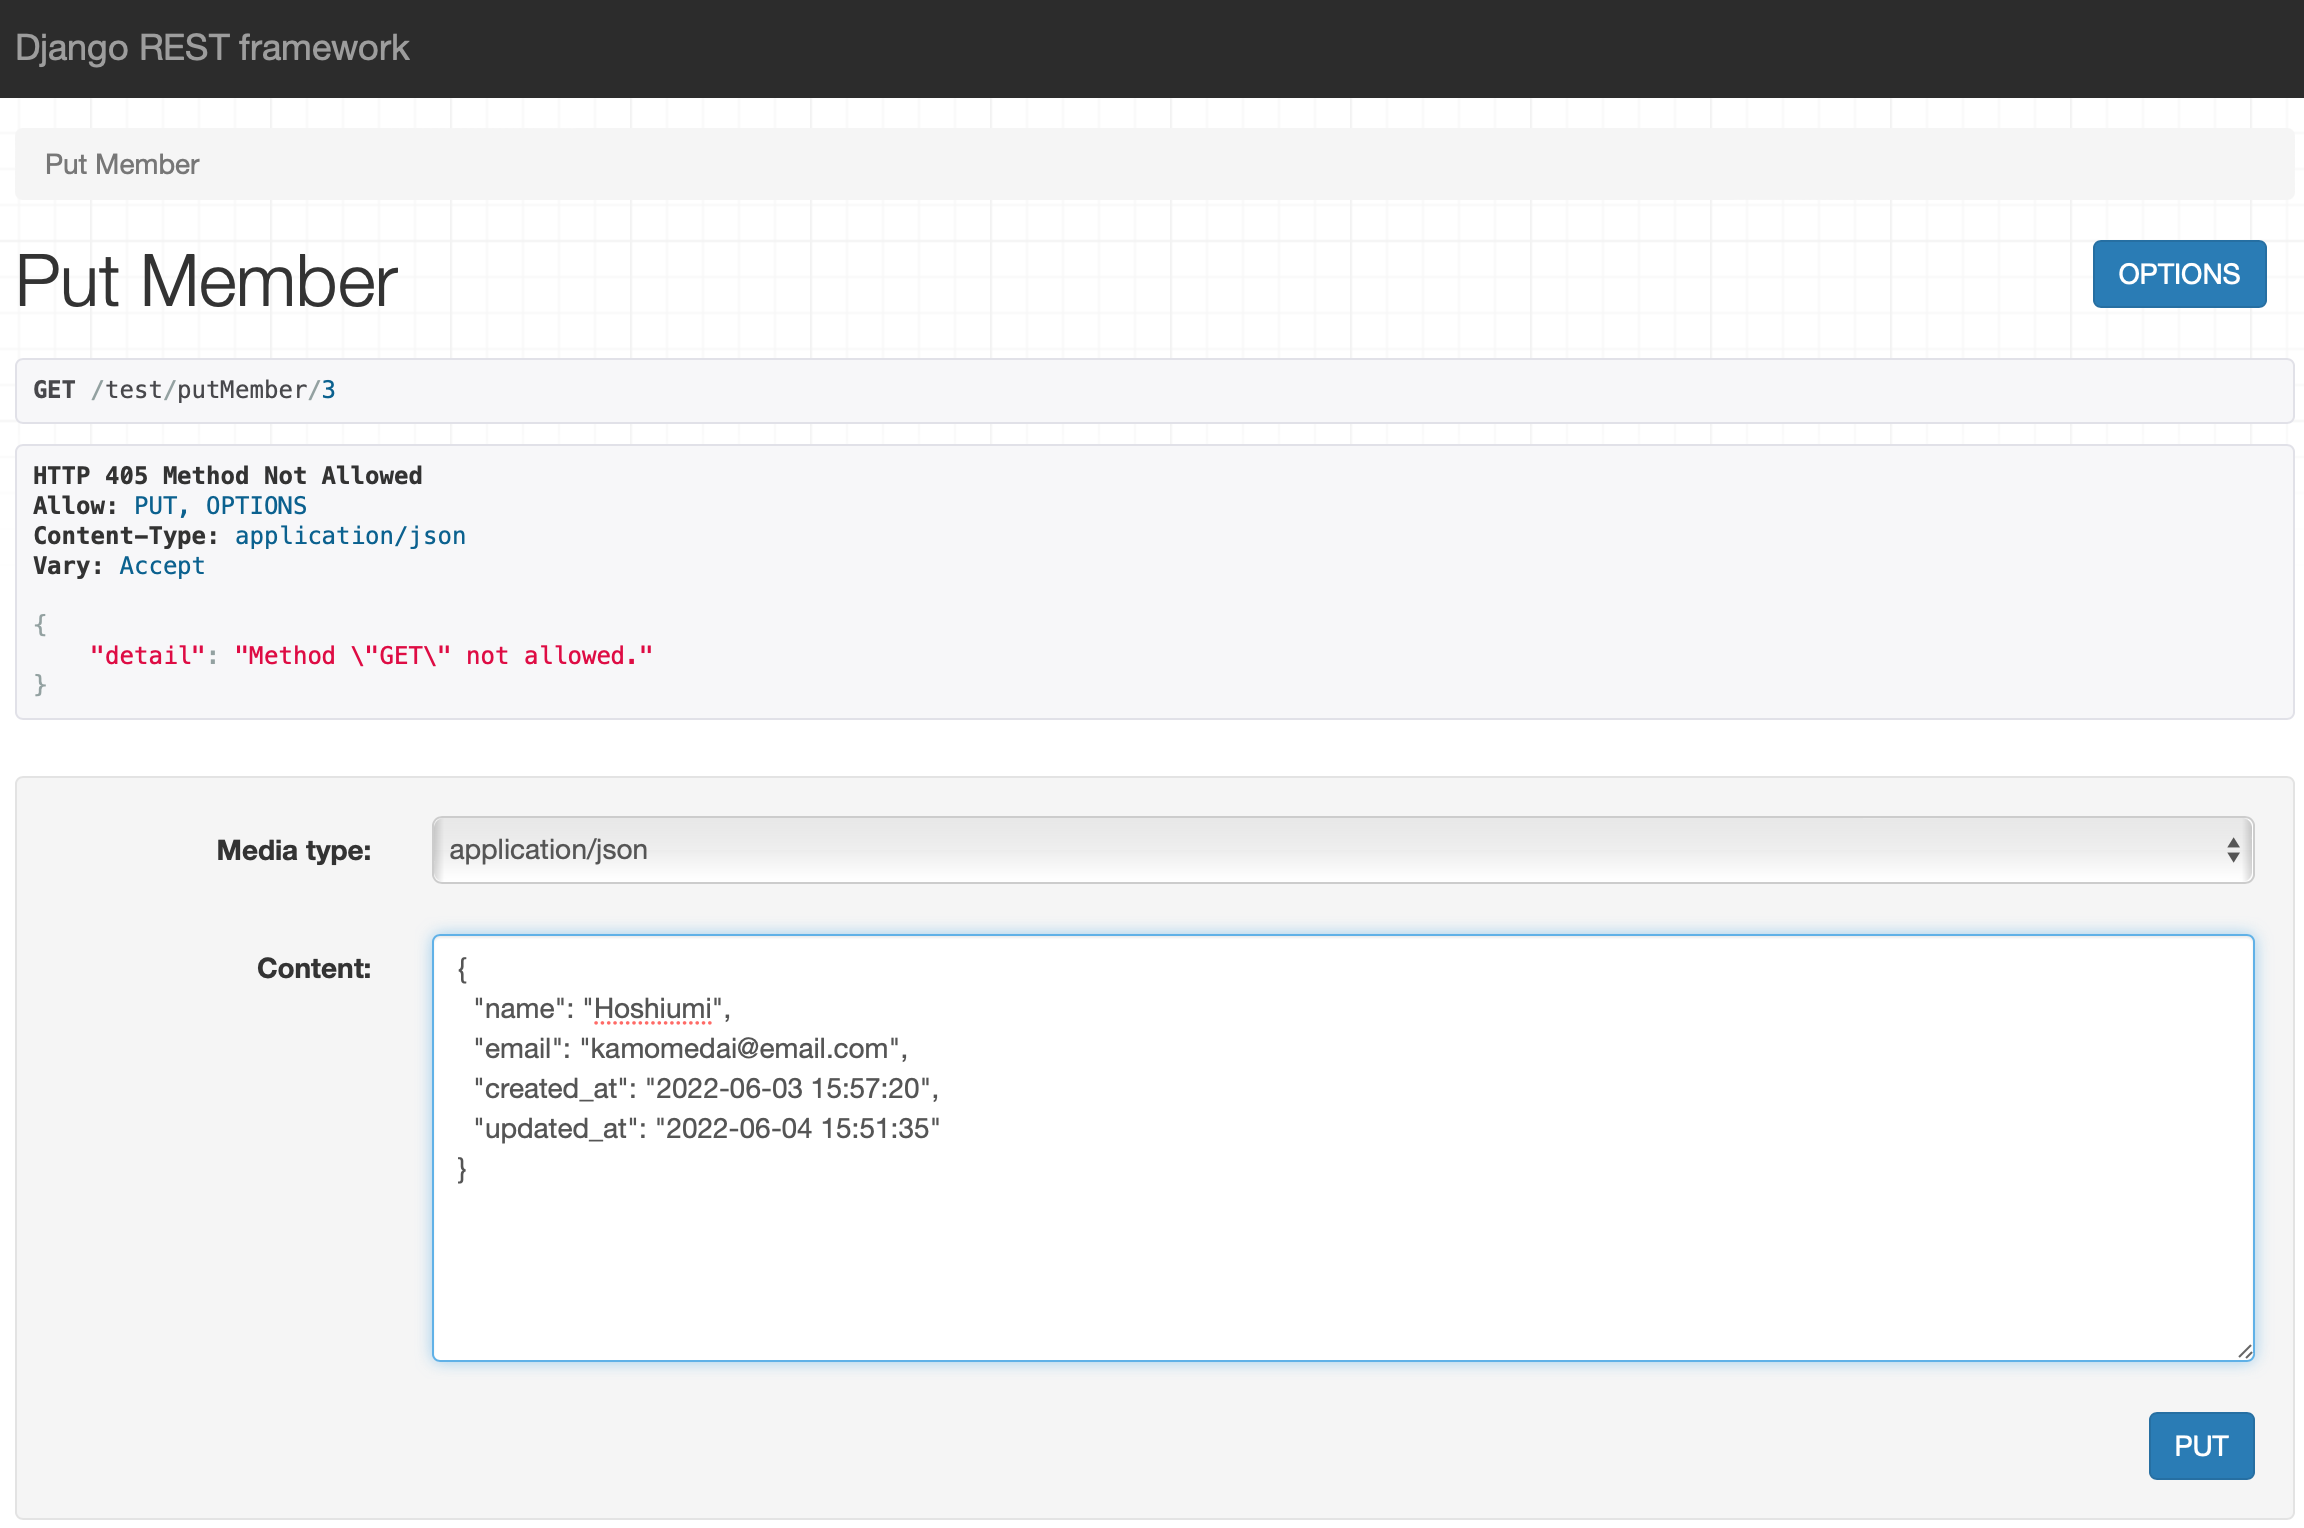 Django REST framework
Put Member
Put Member
OPTIONS
GET /test/putMember/3
HTTP 405 Method Not Allowed
Allow: PUT, OPTIONS
Content-Type: application/json
Vary: Accept
{
    "detail": "Method \"GET\" not allowed."
}
Media type: application/json
Content:
{
  "name": "Hoshiumi",
  "email": "kamomedai@email.com",
  "created_at": "2022-06-03 15:57:20",
  "updated_at": "2022-06-04 15:51:35"
}
PUT